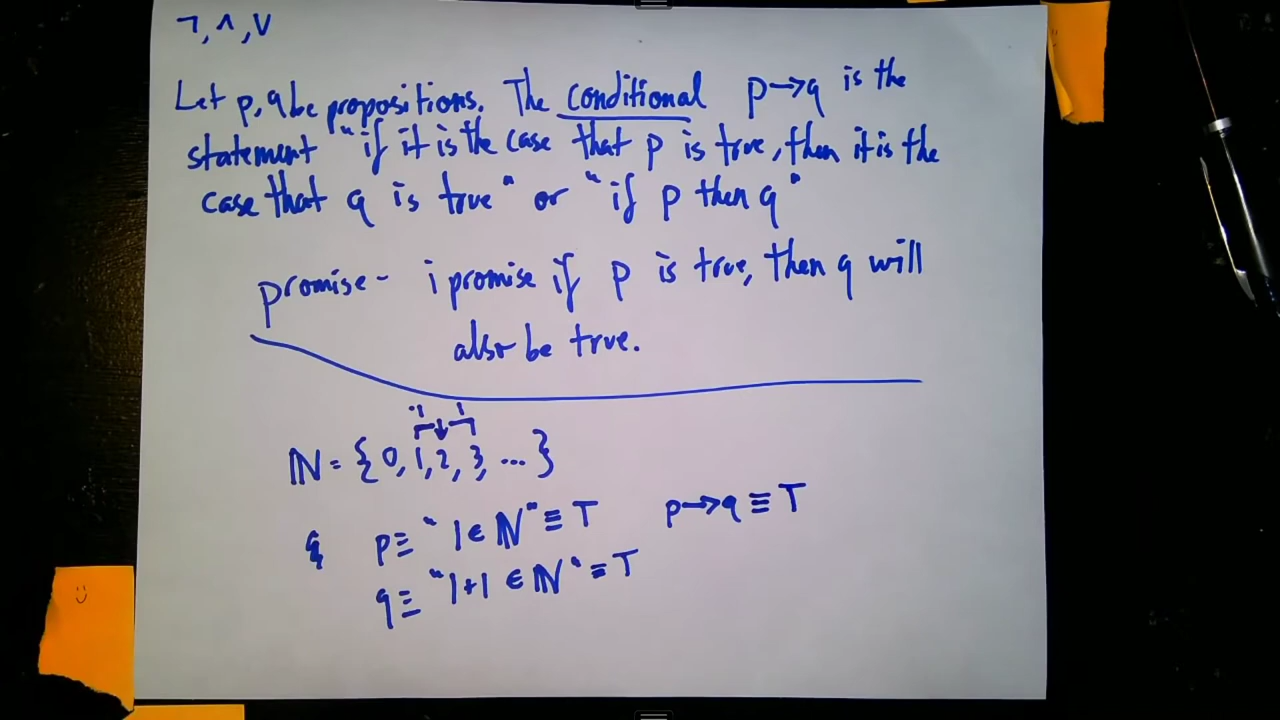 ¬, ∧, ∨
Let p, q be propositions. The conditional p→q is the
statement "if it is the case that p is true, then it is the
case that q is true" or "if p then q"
promise - i promise if p is true, then q will
also be true.
-1 1
ℕ = {0, 1, 2, 3, ...}
p ≡ "1 ∈ ℕ" ≡ T p→q ≡ T
q ≡ "1+1 ∈ ℕ" ≡ T